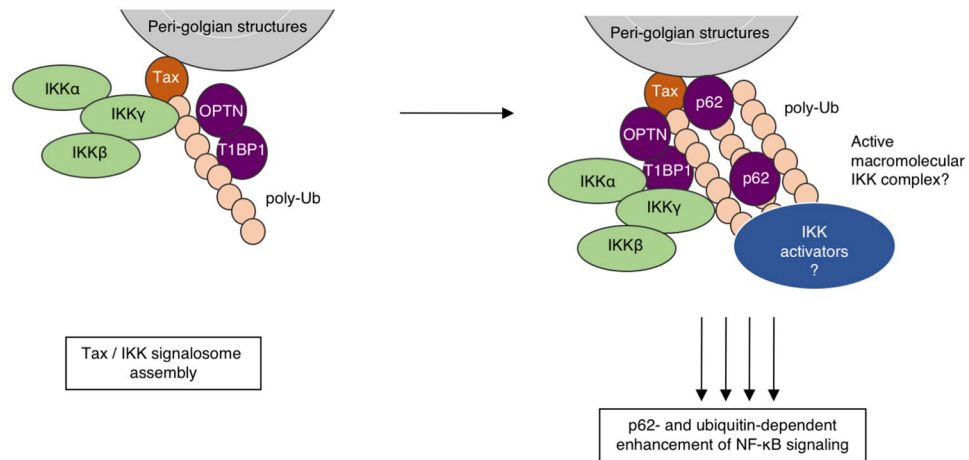 Peri-golgian structures
Tax
IKKα
OPTN
IKKγ
T1BP1
IKKβ
poly-Ub
Tax / IKK signalosome
assembly
Peri-golgian structures
Tax
p62
poly-Ub
OPTN
Active
macromolecular
IKK complex?
T1BP1
p62
IKKα
IKKγ
IKKβ
IKK
activators
?
p62- and ubiquitin-dependent
enhancement of NF-κB signaling